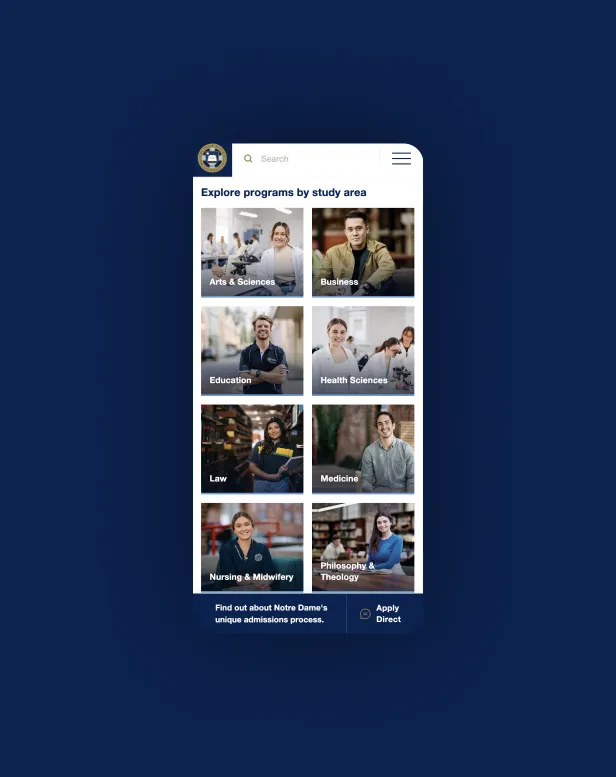 Search
Explore programs by study area
Arts & Sciences
Business
Education
Health Sciences
Law
Medicine
Nursing & Midwifery
Philosophy &
Theology
Find out about Notre Dame's
unique admissions process.
Apply
Direct